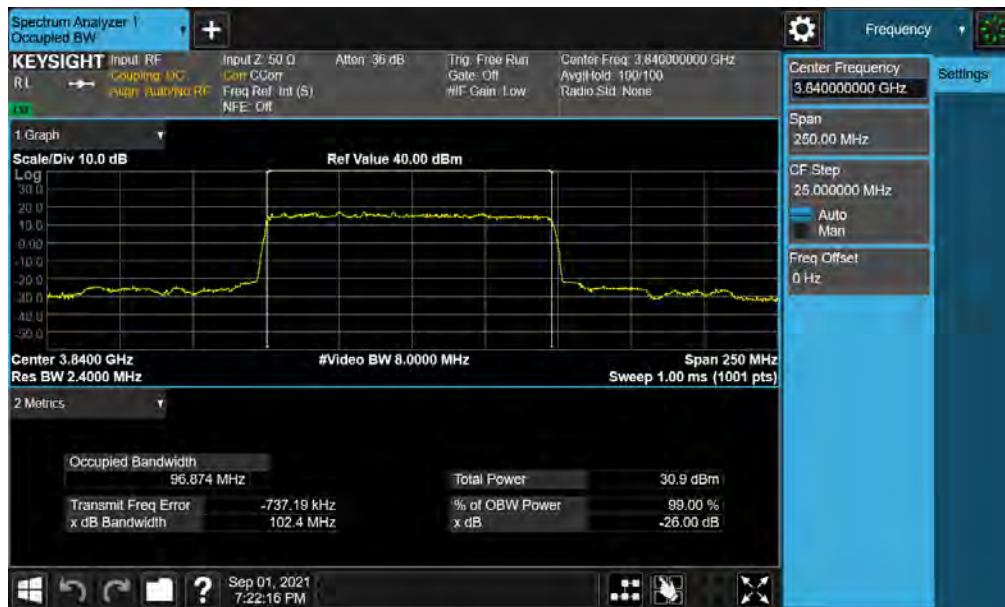 Spectrum Analyzer 1
Occupied BW
+
Frequency
KEYSIGHT
RL
Input: RF
Coupling: DC
Align: Auto/No RF
Input Z: 50 Ω
Corr CCorr
Freq Ref: Int (S)
NFE: Off
Atten: 36 dB
Trig: Free Run
Gate: Off
#IF Gain: Low
Center Freq: 3.840000000 GHz
Avg|Hold: 100/100
Radio Std: None
Center Frequency
3.840000000 GHz
Settings
Span
250.00 MHz
CF Step
25.000000 MHz
Auto
Man
Freq Offset
0 Hz
1 Graph
Scale/Div 10.0 dB
Ref Value 40.00 dBm
Log
30.0
20.0
10.0
0.00
-10.0
-20.0
-30.0
-40.0
-50.0
Center 3.8400 GHz
#Video BW 8.0000 MHz
Span 250 MHz
Res BW 2.4000 MHz
Sweep 1.00 ms (1001 pts)
2 Metrics
Occupied Bandwidth
96.874 MHz
Total Power
30.9 dBm
Transmit Freq Error
-737.19 kHz
% of OBW Power
99.00 %
x dB Bandwidth
102.4 MHz
x dB
-26.00 dB
?
Sep 01, 2021
7:22:16 PM